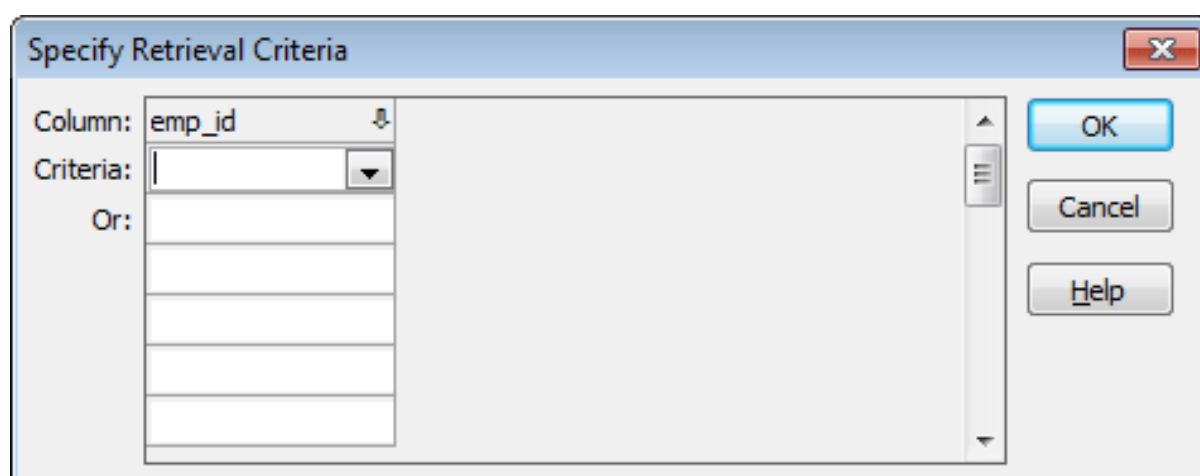 Specify Retrieval Criteria
Column: emp_id
OK
Criteria:
Or:
Cancel
Help